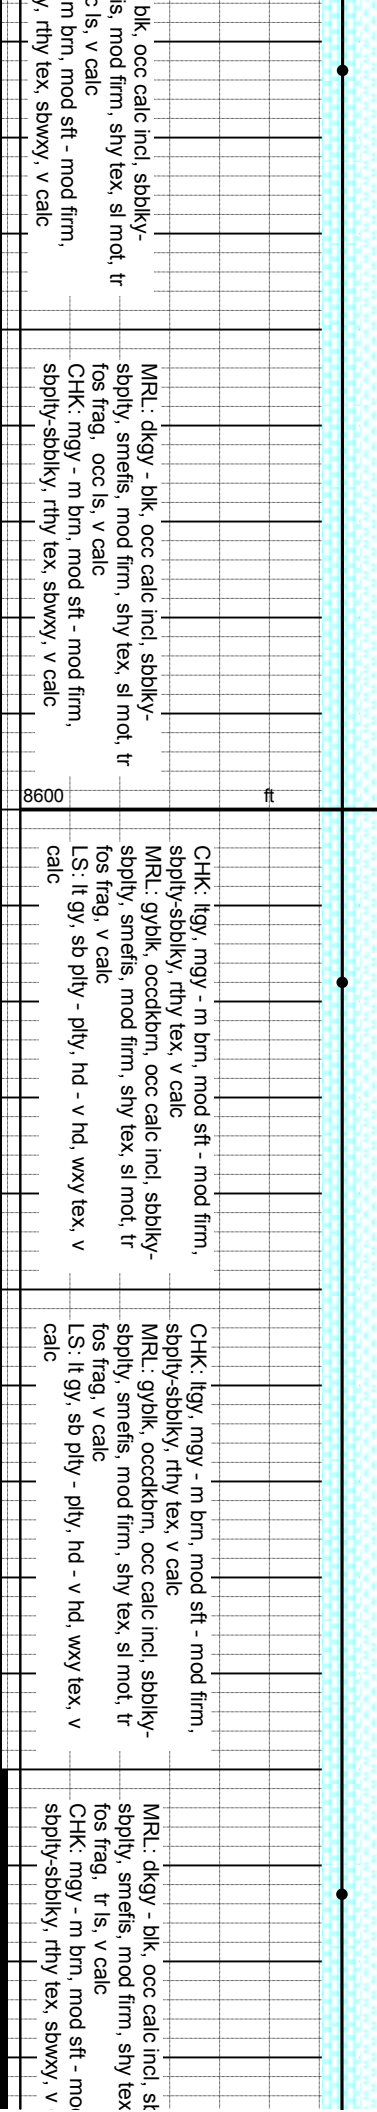 blk, occ calc incl, sbblky-
is, mod firm, shy tex, sl mot, tr
c ls, v calc
m brn, mod sft - mod firm,
y, rthy tex, sbwxy, v calc
MRL: dkgy - blk, occ calc incl, sbblky-
sbplty, smefis, mod firm, shy tex, sl mot, tr
fos frag, occ ls, v calc
CHK: mgy - m brn, mod sft - mod firm,
sbplty-sbblky, rthy tex, sbwxy, v calc
8600 ft
CHK: ltgy, mgy - m brn, mod sft - mod firm,
sbplty-sbblky, rthy tex, v calc
MRL: gyblk, occdkbrn, occ calc incl, sbblky-
sbplty, smefis, mod firm, shy tex, sl mot, tr
fos frag, v calc
LS: lt gy, sb plty - plty, hd - v hd, wxy tex, v
calc
CHK: ltgy, mgy - m brn, mod sft - mod firm,
sbplty-sbblky, rthy tex, v calc
MRL: gyblk, occdkbrn, occ calc incl, sbblky-
sbplty, smefis, mod firm, shy tex, sl mot, tr
fos frag, v calc
LS: lt gy, sb plty - plty, hd - v hd, wxy tex, v
calc
MRL: dkgy - blk, occ calc incl, sb
sbplty, smefis, mod firm, shy tex
fos frag, tr ls, v calc
CHK: mgy - m brn, mod sft - mod
sbplty-sbblky, rthy tex, sbwxy, v